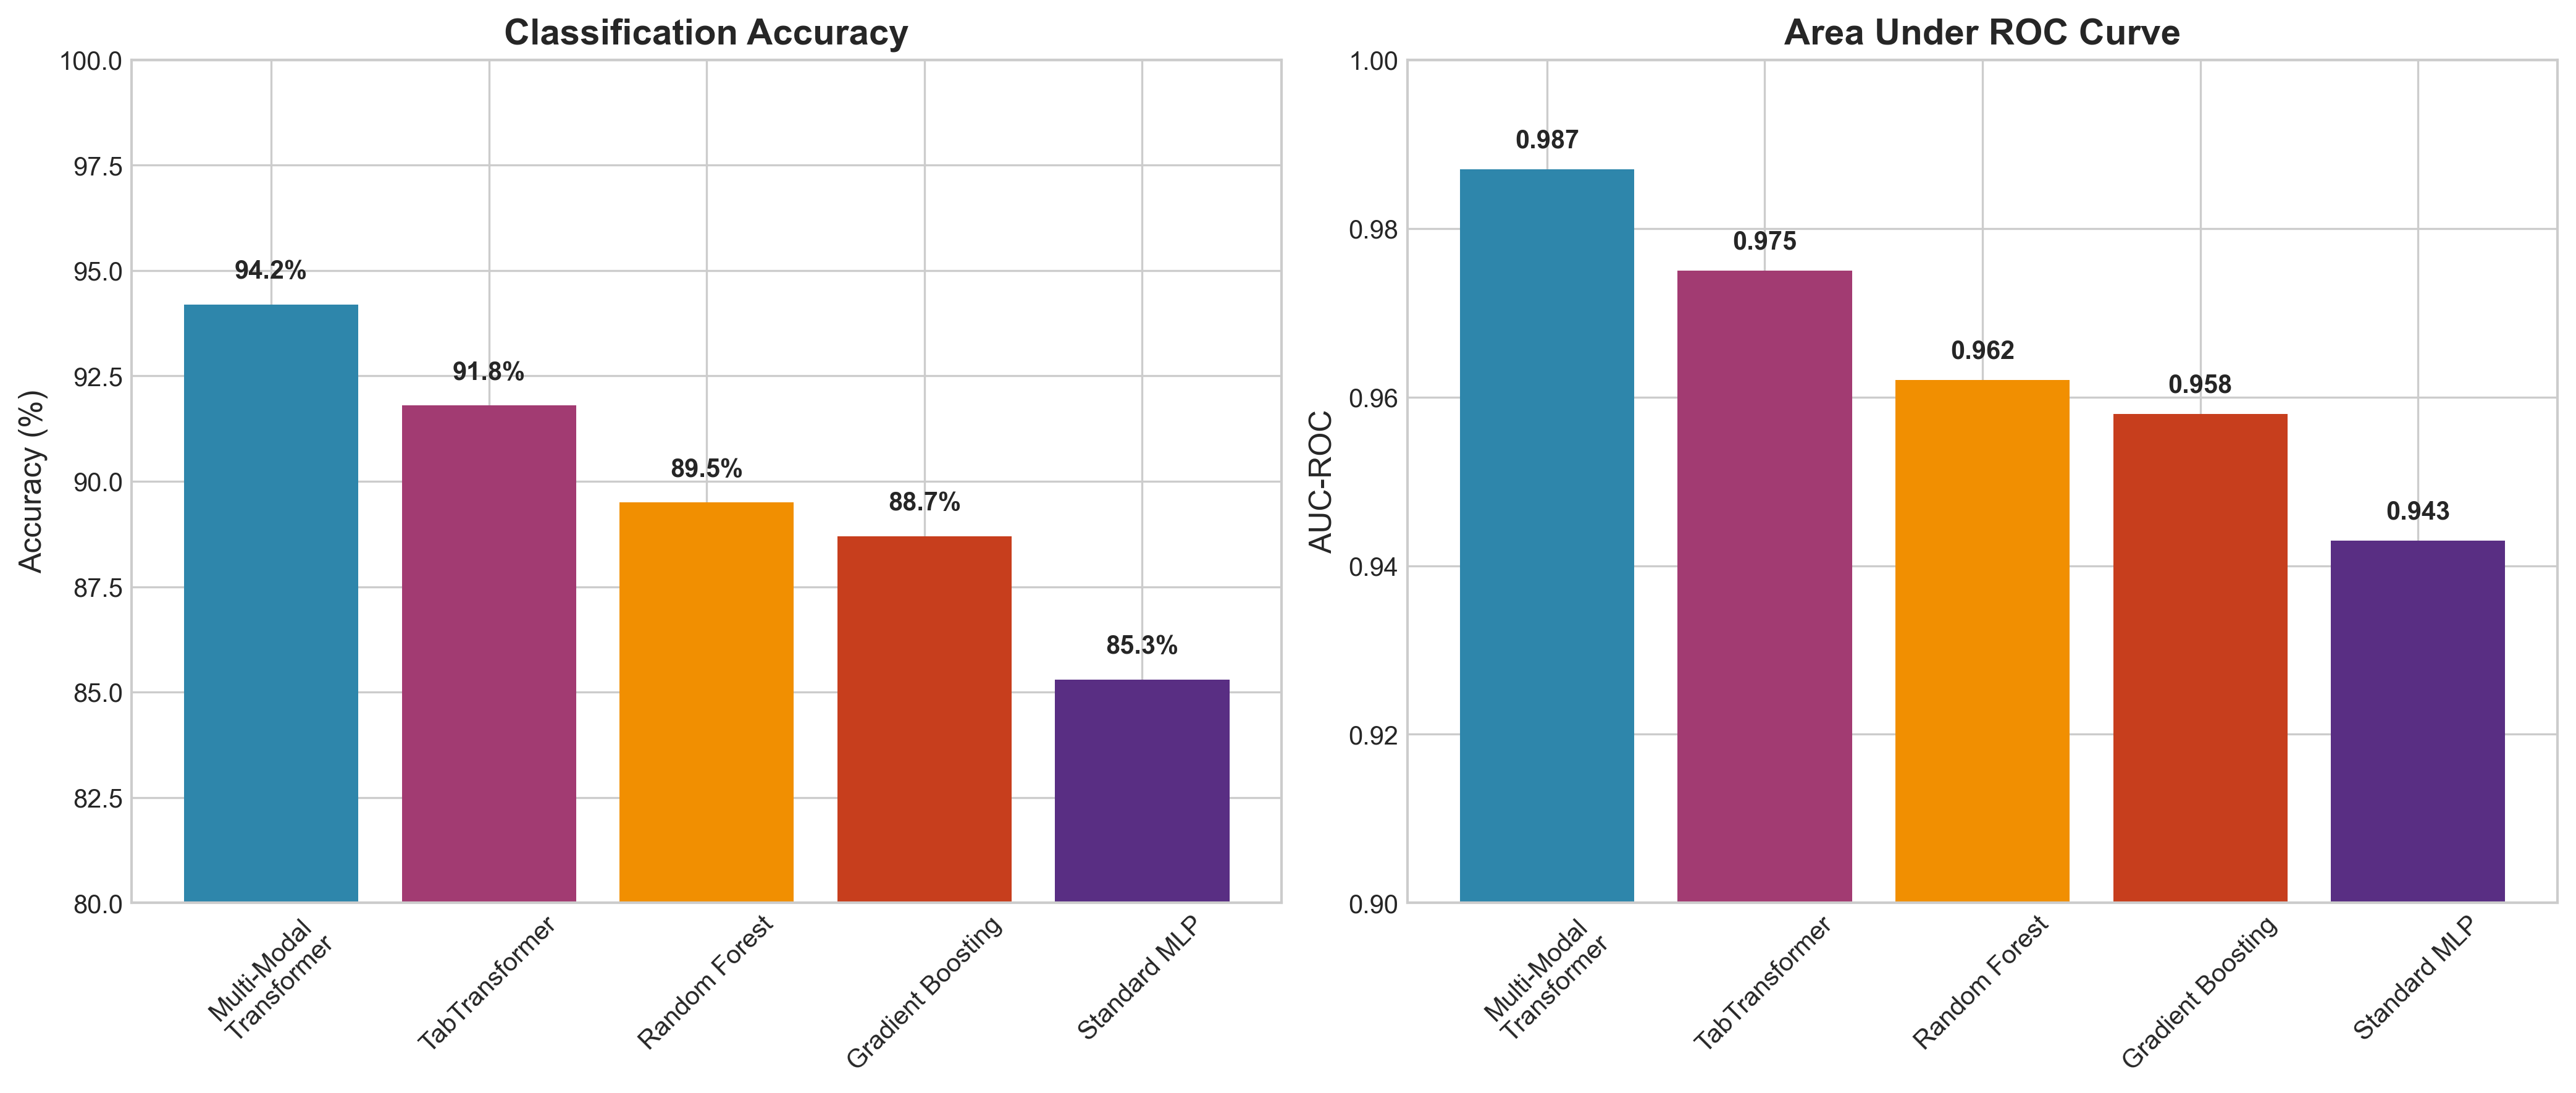 Classification Accuracy
100.0
97.5
95.0
92.5
90.0
87.5
85.0
82.5
80.0
Accuracy (%)
94.2%
91.8%
89.5%
88.7%
85.3%
Multi-Modal
Transformer
TabTransformer
Random Forest
Gradient Boosting
Standard MLP
Area Under ROC Curve
1.00
0.98
0.96
0.94
0.92
0.90
AUC-ROC
0.987
0.975
0.962
0.958
0.943
Multi-Modal
Transformer
TabTransformer
Random Forest
Gradient Boosting
Standard MLP